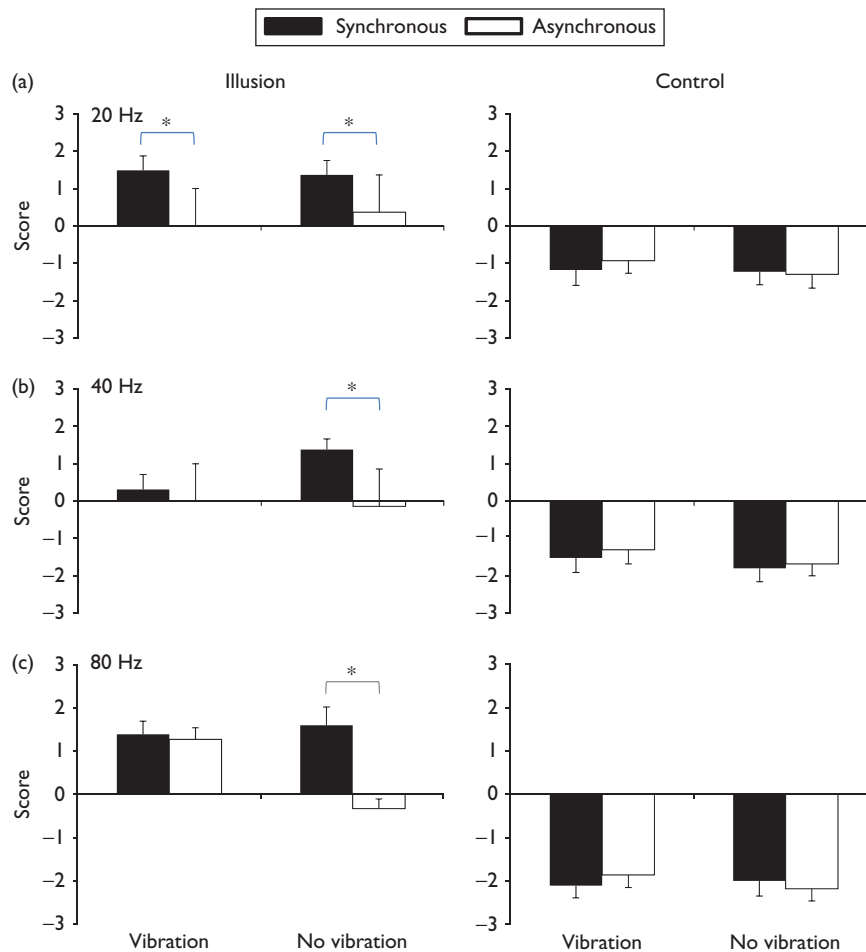 Synchronous Asynchronous
Illusion Control
(a)
20 Hz
* *
3 3
2 2
1 1
0 0
−1 −1
−2 −2
−3 −3
Score
(b)
40 Hz
*
3 3
2 2
1 1
0 0
−1 −1
−2 −2
−3 −3
Score
(c)
80 Hz
*
3 3
2 2
1 1
0 0
−1 −1
−2 −2
−3 −3
Score
Vibration No vibration Vibration No vibration